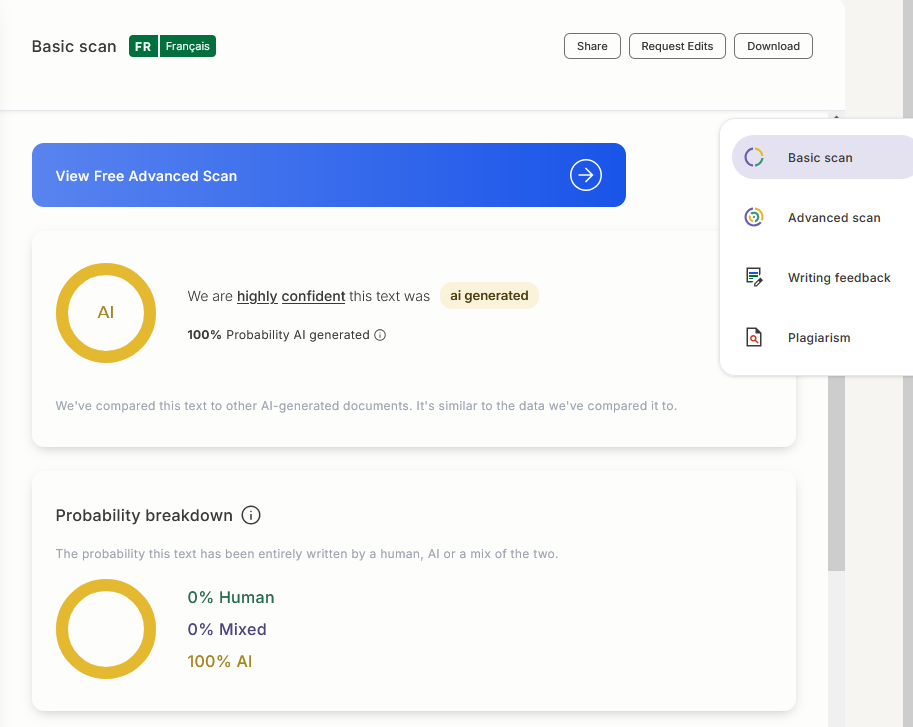 Basic scan FR Français Share Request Edits Download
View Free Advanced Scan
Basic scan
Advanced scan
Writing feedback
Plagiarism
AI
We are highly confident this text was ai generated
100% Probability AI generated
We've compared this text to other AI-generated documents. It's similar to the data we've compared it to.
Probability breakdown
The probability this text has been entirely written by a human, AI or a mix of the two.
0% Human
0% Mixed
100% AI